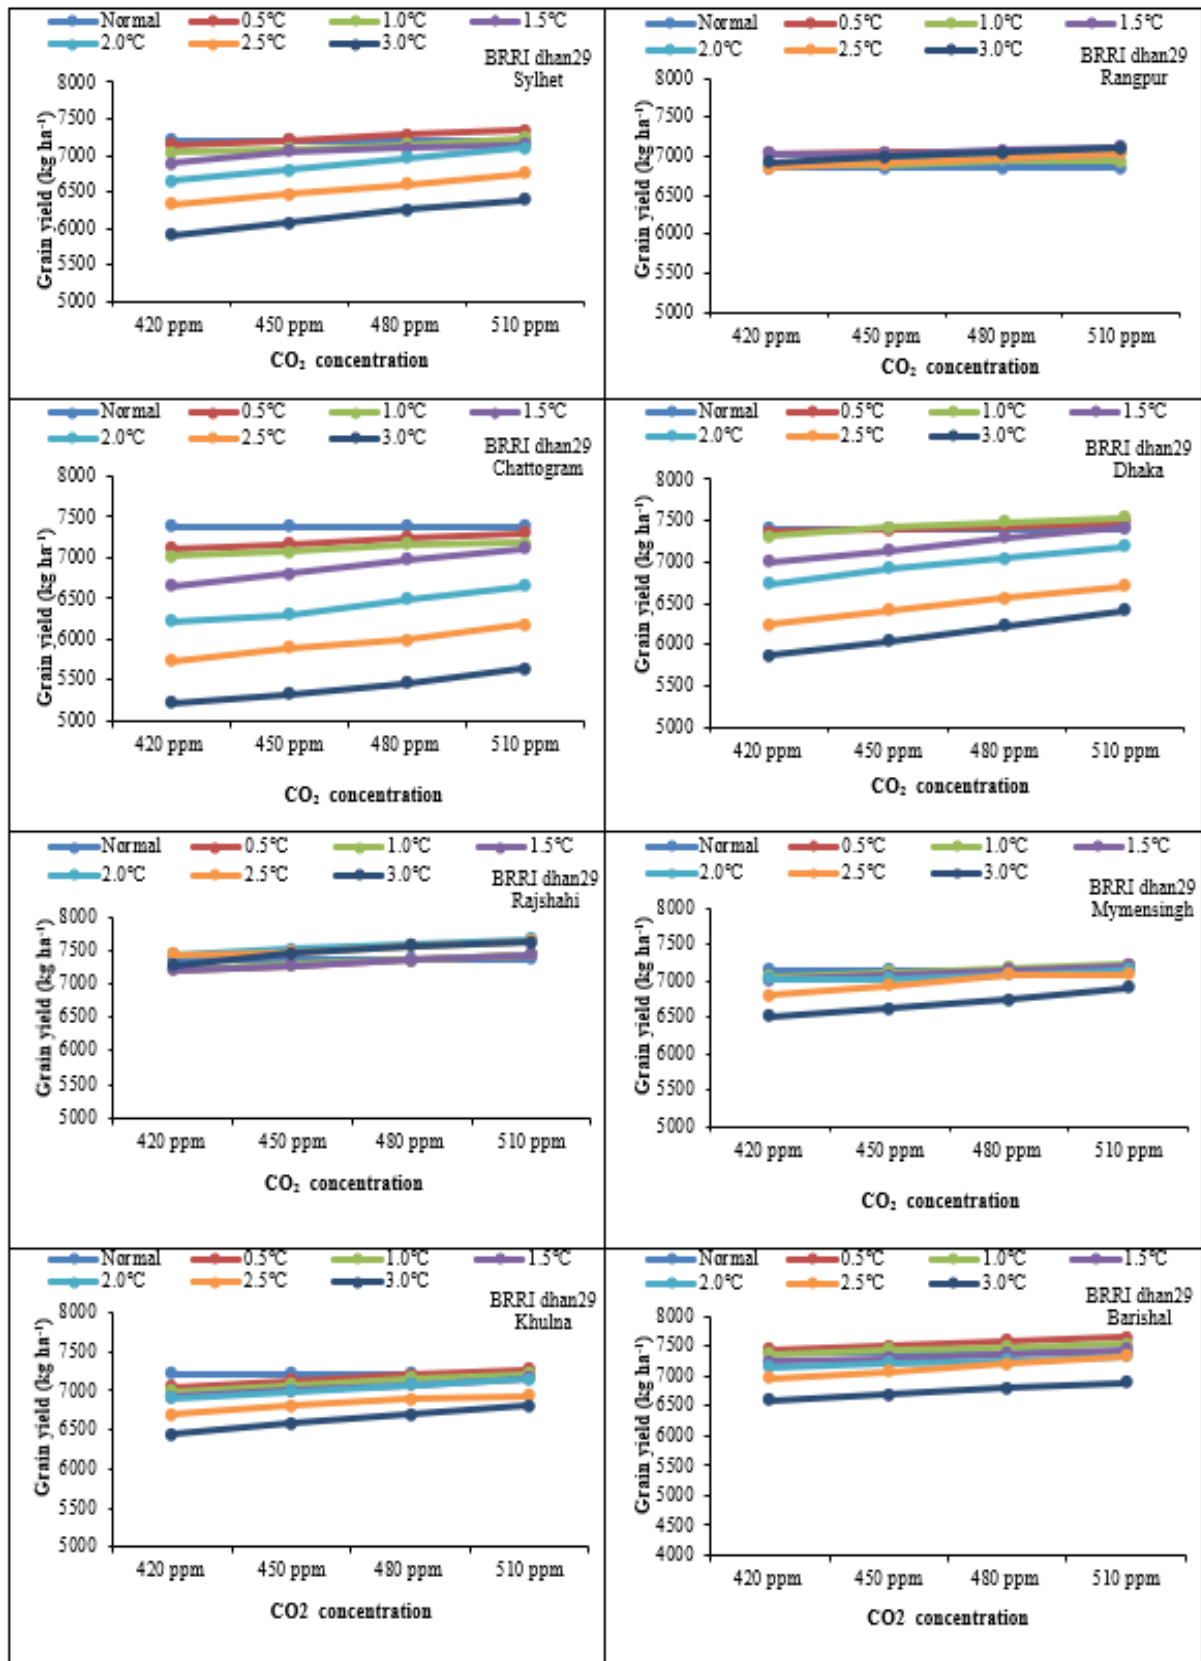 Normal 0.5°C 1.0°C 1.5°C
2.0°C 2.5°C 3.0°C
BRRI dhan29
Sylhet
Grain yield (kg ha⁻¹)
8000
7500
7000
6500
6000
5500
5000
420 ppm 450 ppm 480 ppm 510 ppm
CO₂ concentration
Normal 0.5°C 1.0°C 1.5°C
2.0°C 2.5°C 3.0°C
BRRI dhan29
Rangpur
Grain yield (kg ha⁻¹)
8000
7500
7000
6500
6000
5500
5000
420 ppm 450 ppm 480 ppm 510 ppm
CO₂ concentration
Normal 0.5°C 1.0°C 1.5°C
2.0°C 2.5°C 3.0°C
BRRI dhan29
Chattogram
Grain yield (kg ha⁻¹)
8000
7500
7000
6500
6000
5500
5000
420 ppm 450 ppm 480 ppm 510 ppm
CO₂ concentration
Normal 0.5°C 1.0°C 1.5°C
2.0°C 2.5°C 3.0°C
BRRI dhan29
Dhaka
Grain yield (kg ha⁻¹)
8000
7500
7000
6500
6000
5500
5000
420 ppm 450 ppm 480 ppm 510 ppm
CO₂ concentration
Normal 0.5°C 1.0°C 1.5°C
2.0°C 2.5°C 3.0°C
BRRI dhan29
Rajshahi
Grain yield (kg ha⁻¹)
8000
7500
7000
6500
6000
5500
5000
420 ppm 450 ppm 480 ppm 510 ppm
CO₂ concentration
Normal 0.5°C 1.0°C 1.5°C
2.0°C 2.5°C 3.0°C
BRRI dhan29
Mymensingh
Grain yield (kg ha⁻¹)
8000
7500
7000
6500
6000
5500
5000
420 ppm 450 ppm 480 ppm 510 ppm
CO₂ concentration
Normal 0.5°C 1.0°C 1.5°C
2.0°C 2.5°C 3.0°C
BRRI dhan29
Khulna
Grain yield (kg ha⁻¹)
8000
7500
7000
6500
6000
5500
5000
420 ppm 450 ppm 480 ppm 510 ppm
CO2 concentration
Normal 0.5°C 1.0°C 1.5°C
2.0°C 2.5°C 3.0°C
BRRI dhan29
Barishal
Grain yield (kg ha⁻¹)
8000
7500
7000
6500
6000
5500
5000
4500
4000
420 ppm 450 ppm 480 ppm 510 ppm
CO2 concentration